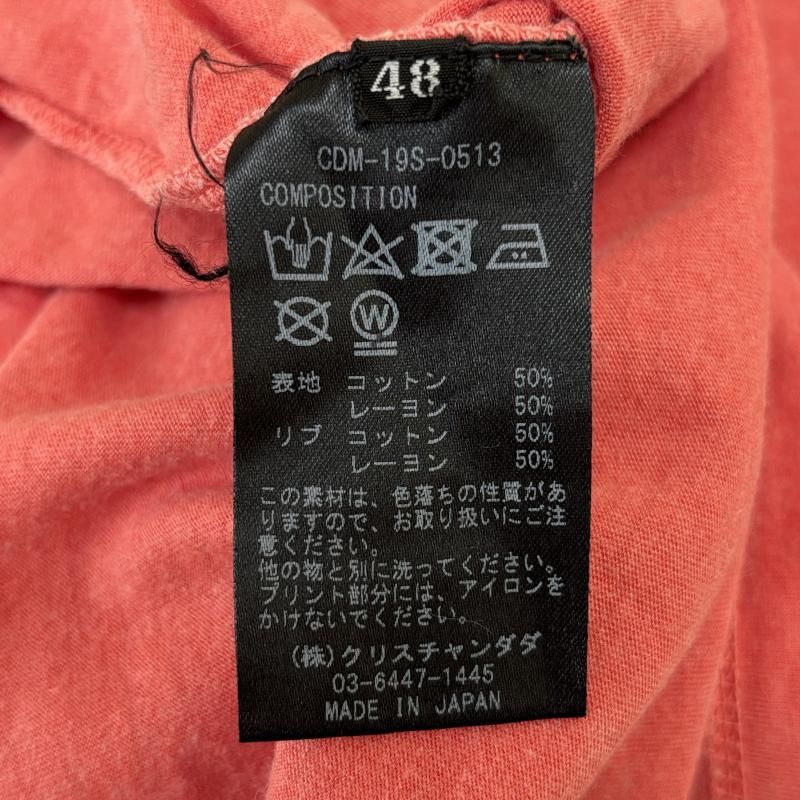 48
CDM-19S-0513
COMPOSITION
W
表地 コットン 50%
レーヨン 50%
リブ コットン 50%
レーヨン 50%
この素材は、色落ちの性質があ
りますので、お取り扱いにご注
意ください。
他の物と別に洗ってください。
プリント部分には、アイロンを
かけないでください。
(株)クリスチャンダダ
03-6447-1445
MADE IN JAPAN